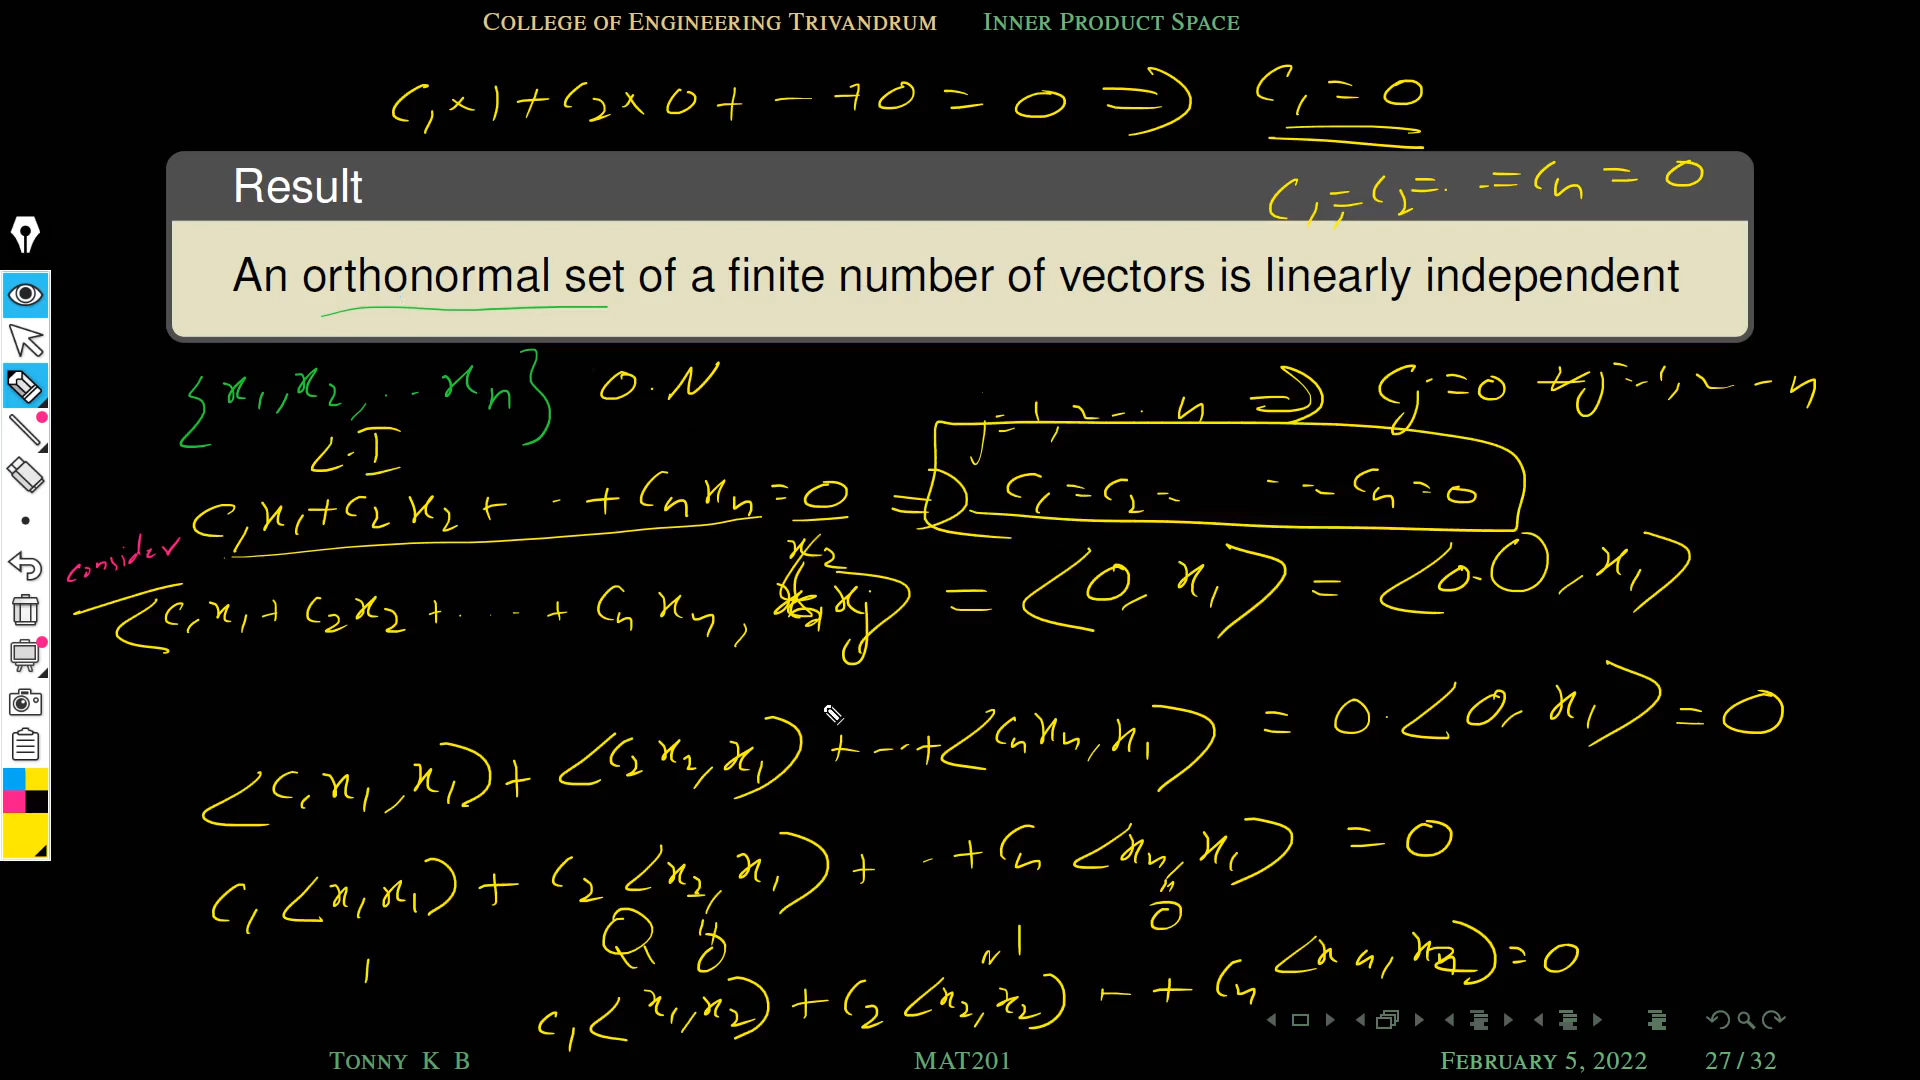 COLLEGE OF ENGINEERING TRIVANDRUM INNER PRODUCT SPACE
C₁×1+C₂×0+ - +0 = 0 ⇒ C₁=0
Result
C₁=C₂=. .=Cₙ=0
An orthonormal set of a finite number of vectors is linearly independent
{x₁,x₂,...xₙ} O.N
L.I
j=1,2-..n ⇒ Cj=0 ∀j=1,2--n
C₁x₁+C₂x₂+..+Cₙxₙ=0 ⇒ C₁=C₂=...=Cₙ=0
consider
x₂
<C₁x₁+C₂x₂+...+Cₙxₙ, xj> = <0,x₁> = <0.0,x₁>
<C₁x₁,x₁>+<C₂x₂,x₁>+-..+<Cₙxₙ,x₁> = 0.<0,x₁>=0
C₁<x₁,x₁>+C₂<x₂,x₁>+..+Cₙ<xₙ,x₁> = 0
1 0 0
1
C₁<x₁,x₂>+C₂<x₂,x₂>+-+Cₙ<xₙ,x₂>=0
TONNY K B MAT201 FEBRUARY 5, 2022 27 / 32